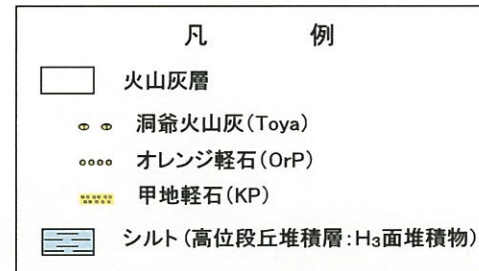 凡 例
火山灰層
洞爺火山灰(Toya)
オレンジ軽石(OrP)
甲地軽石(KP)
シルト(高位段丘堆積層:H₃面堆積物)